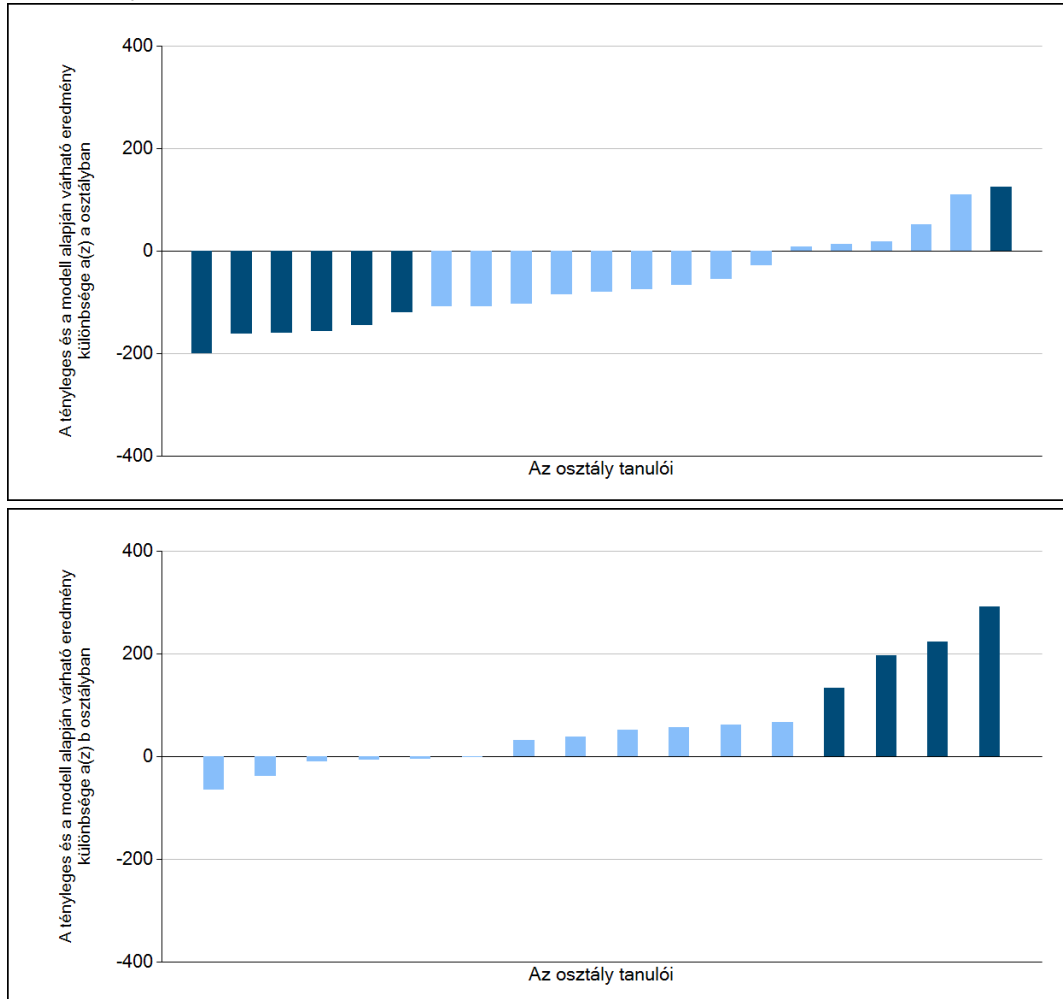 A tényleges és a modell alapján várható eredmény
különbsége a(z) a osztályban
400
200
0
-200
-400
Az osztály tanulói
A tényleges és a modell alapján várható eredmény
különbsége a(z) b osztályban
400
200
0
-200
-400
Az osztály tanulói